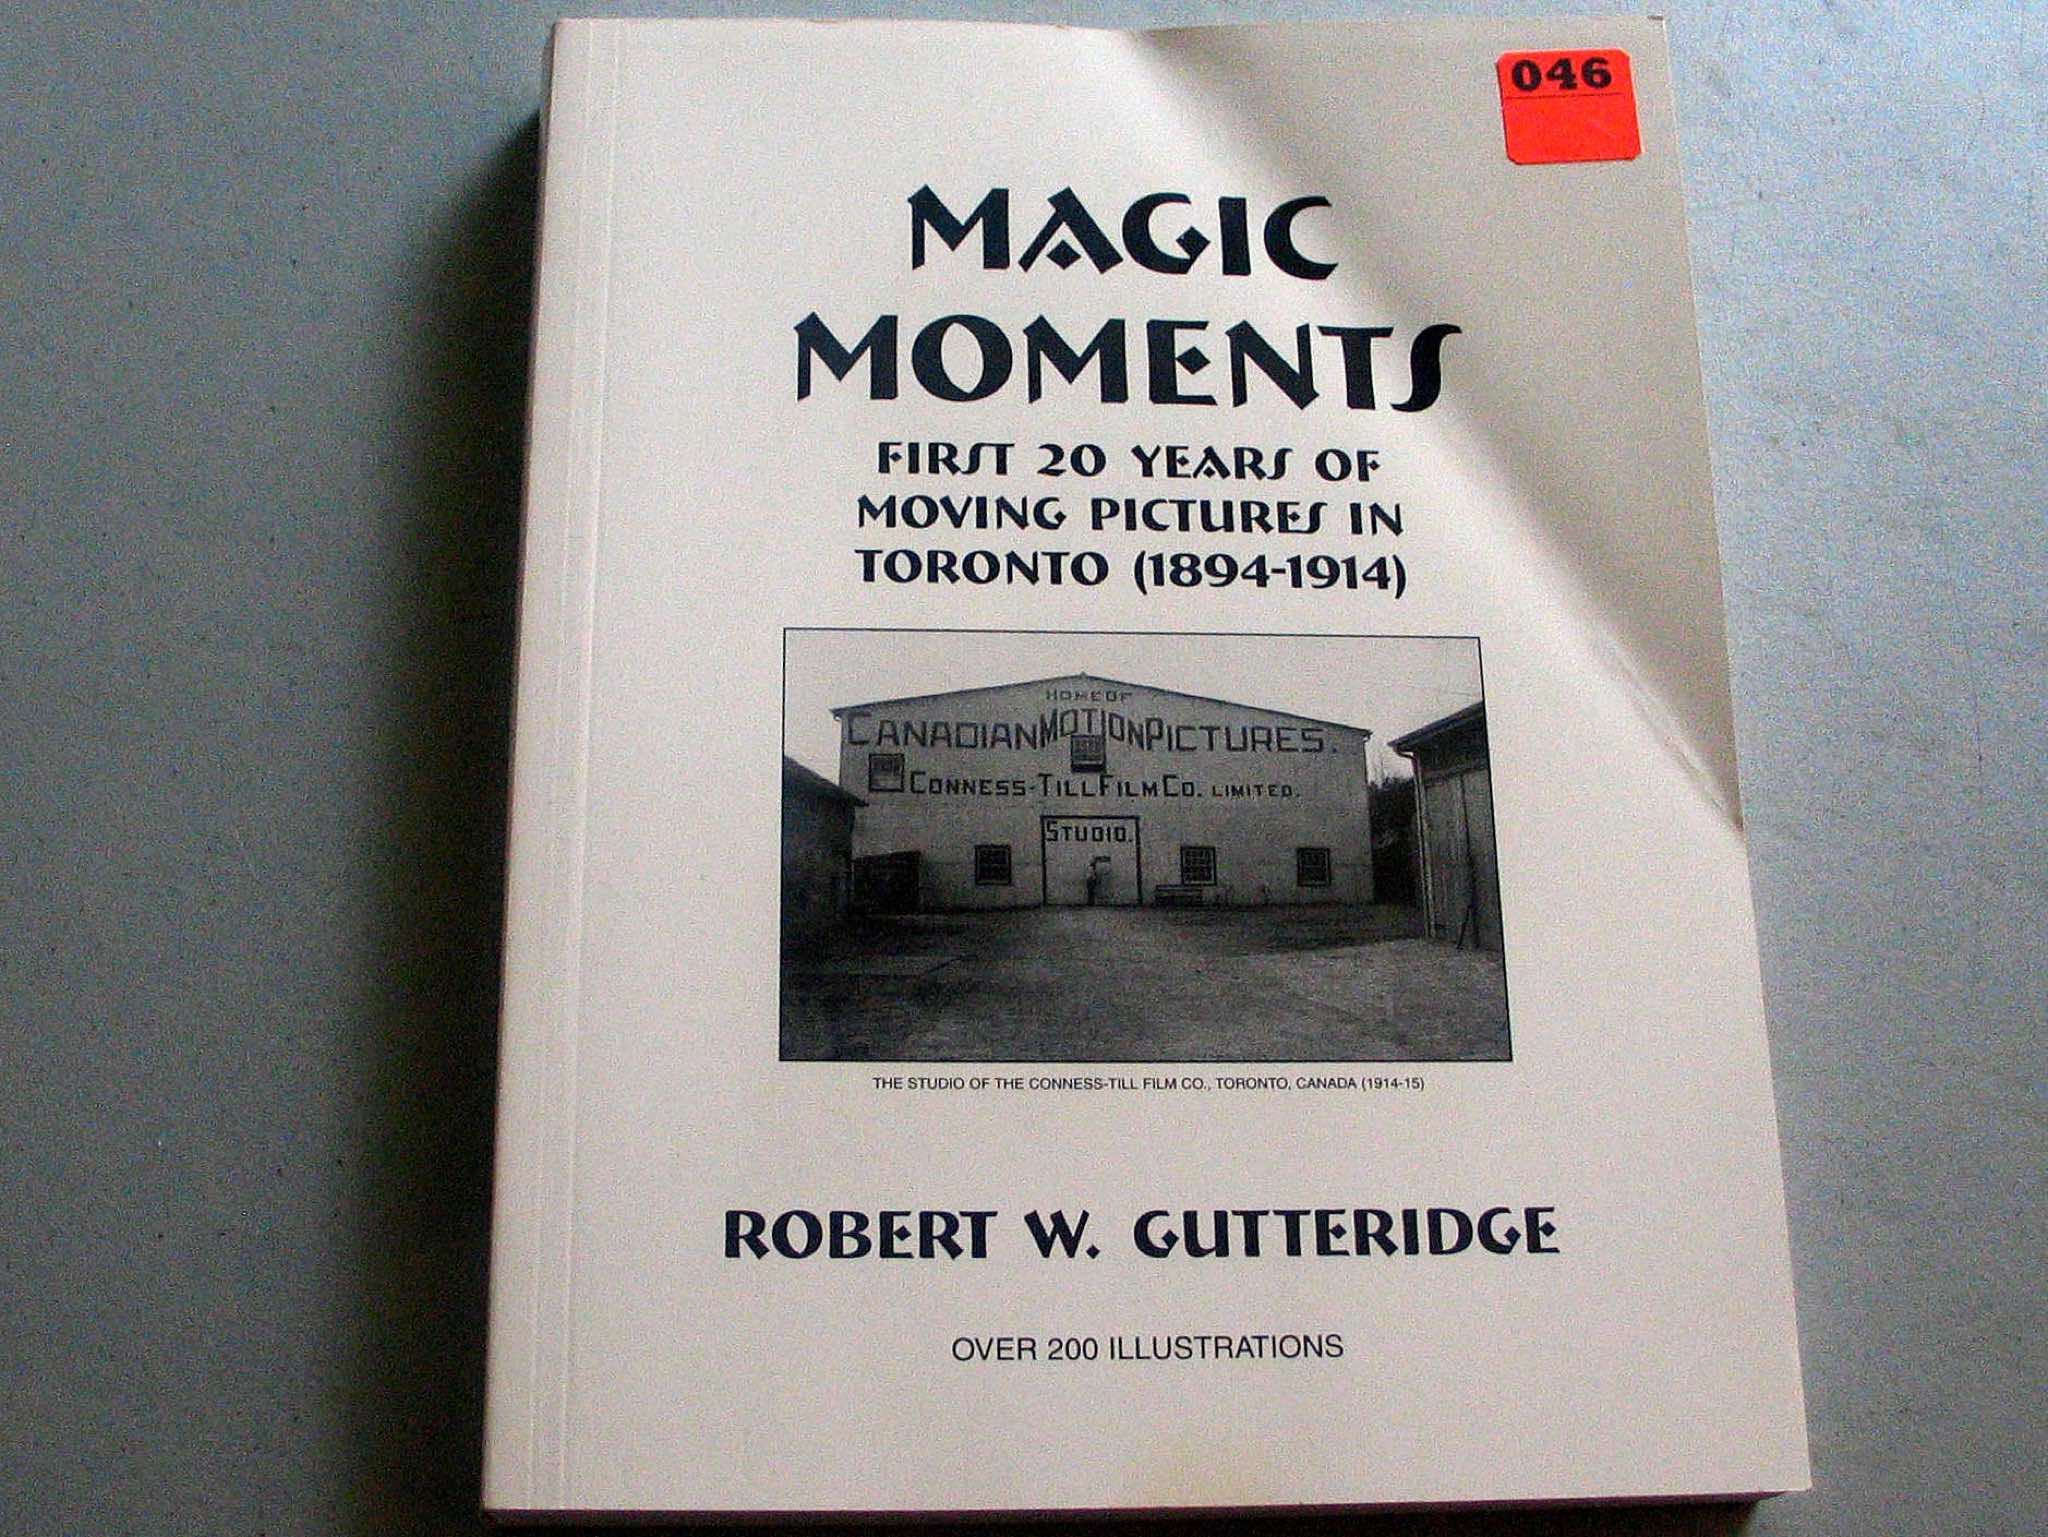 046
MAGIC
MOMENTS
FIRST 20 YEARS OF
MOVING PICTURES IN
TORONTO (1894-1914)
HOME OF
CANADIAN MOTION PICTURES.
CONNESS-TILL FILM CO. LIMITED.
STUDIO.
THE STUDIO OF THE CONNESS-TILL FILM CO., TORONTO, CANADA (1914-15)
ROBERT W. GUTTERIDGE
OVER 200 ILLUSTRATIONS